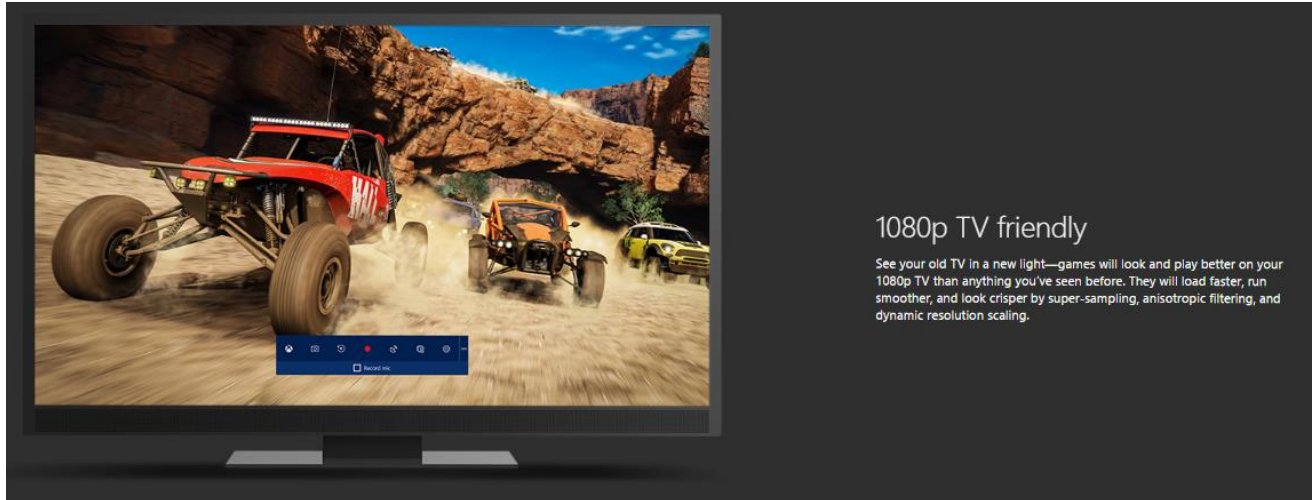 1080p TV friendly
See your old TV in a new light—games will look and play better on your
1080p TV than anything you've seen before. They will load faster, run
smoother, and look crisper by super-sampling, anisotropic filtering, and
dynamic resolution scaling.
Record mic